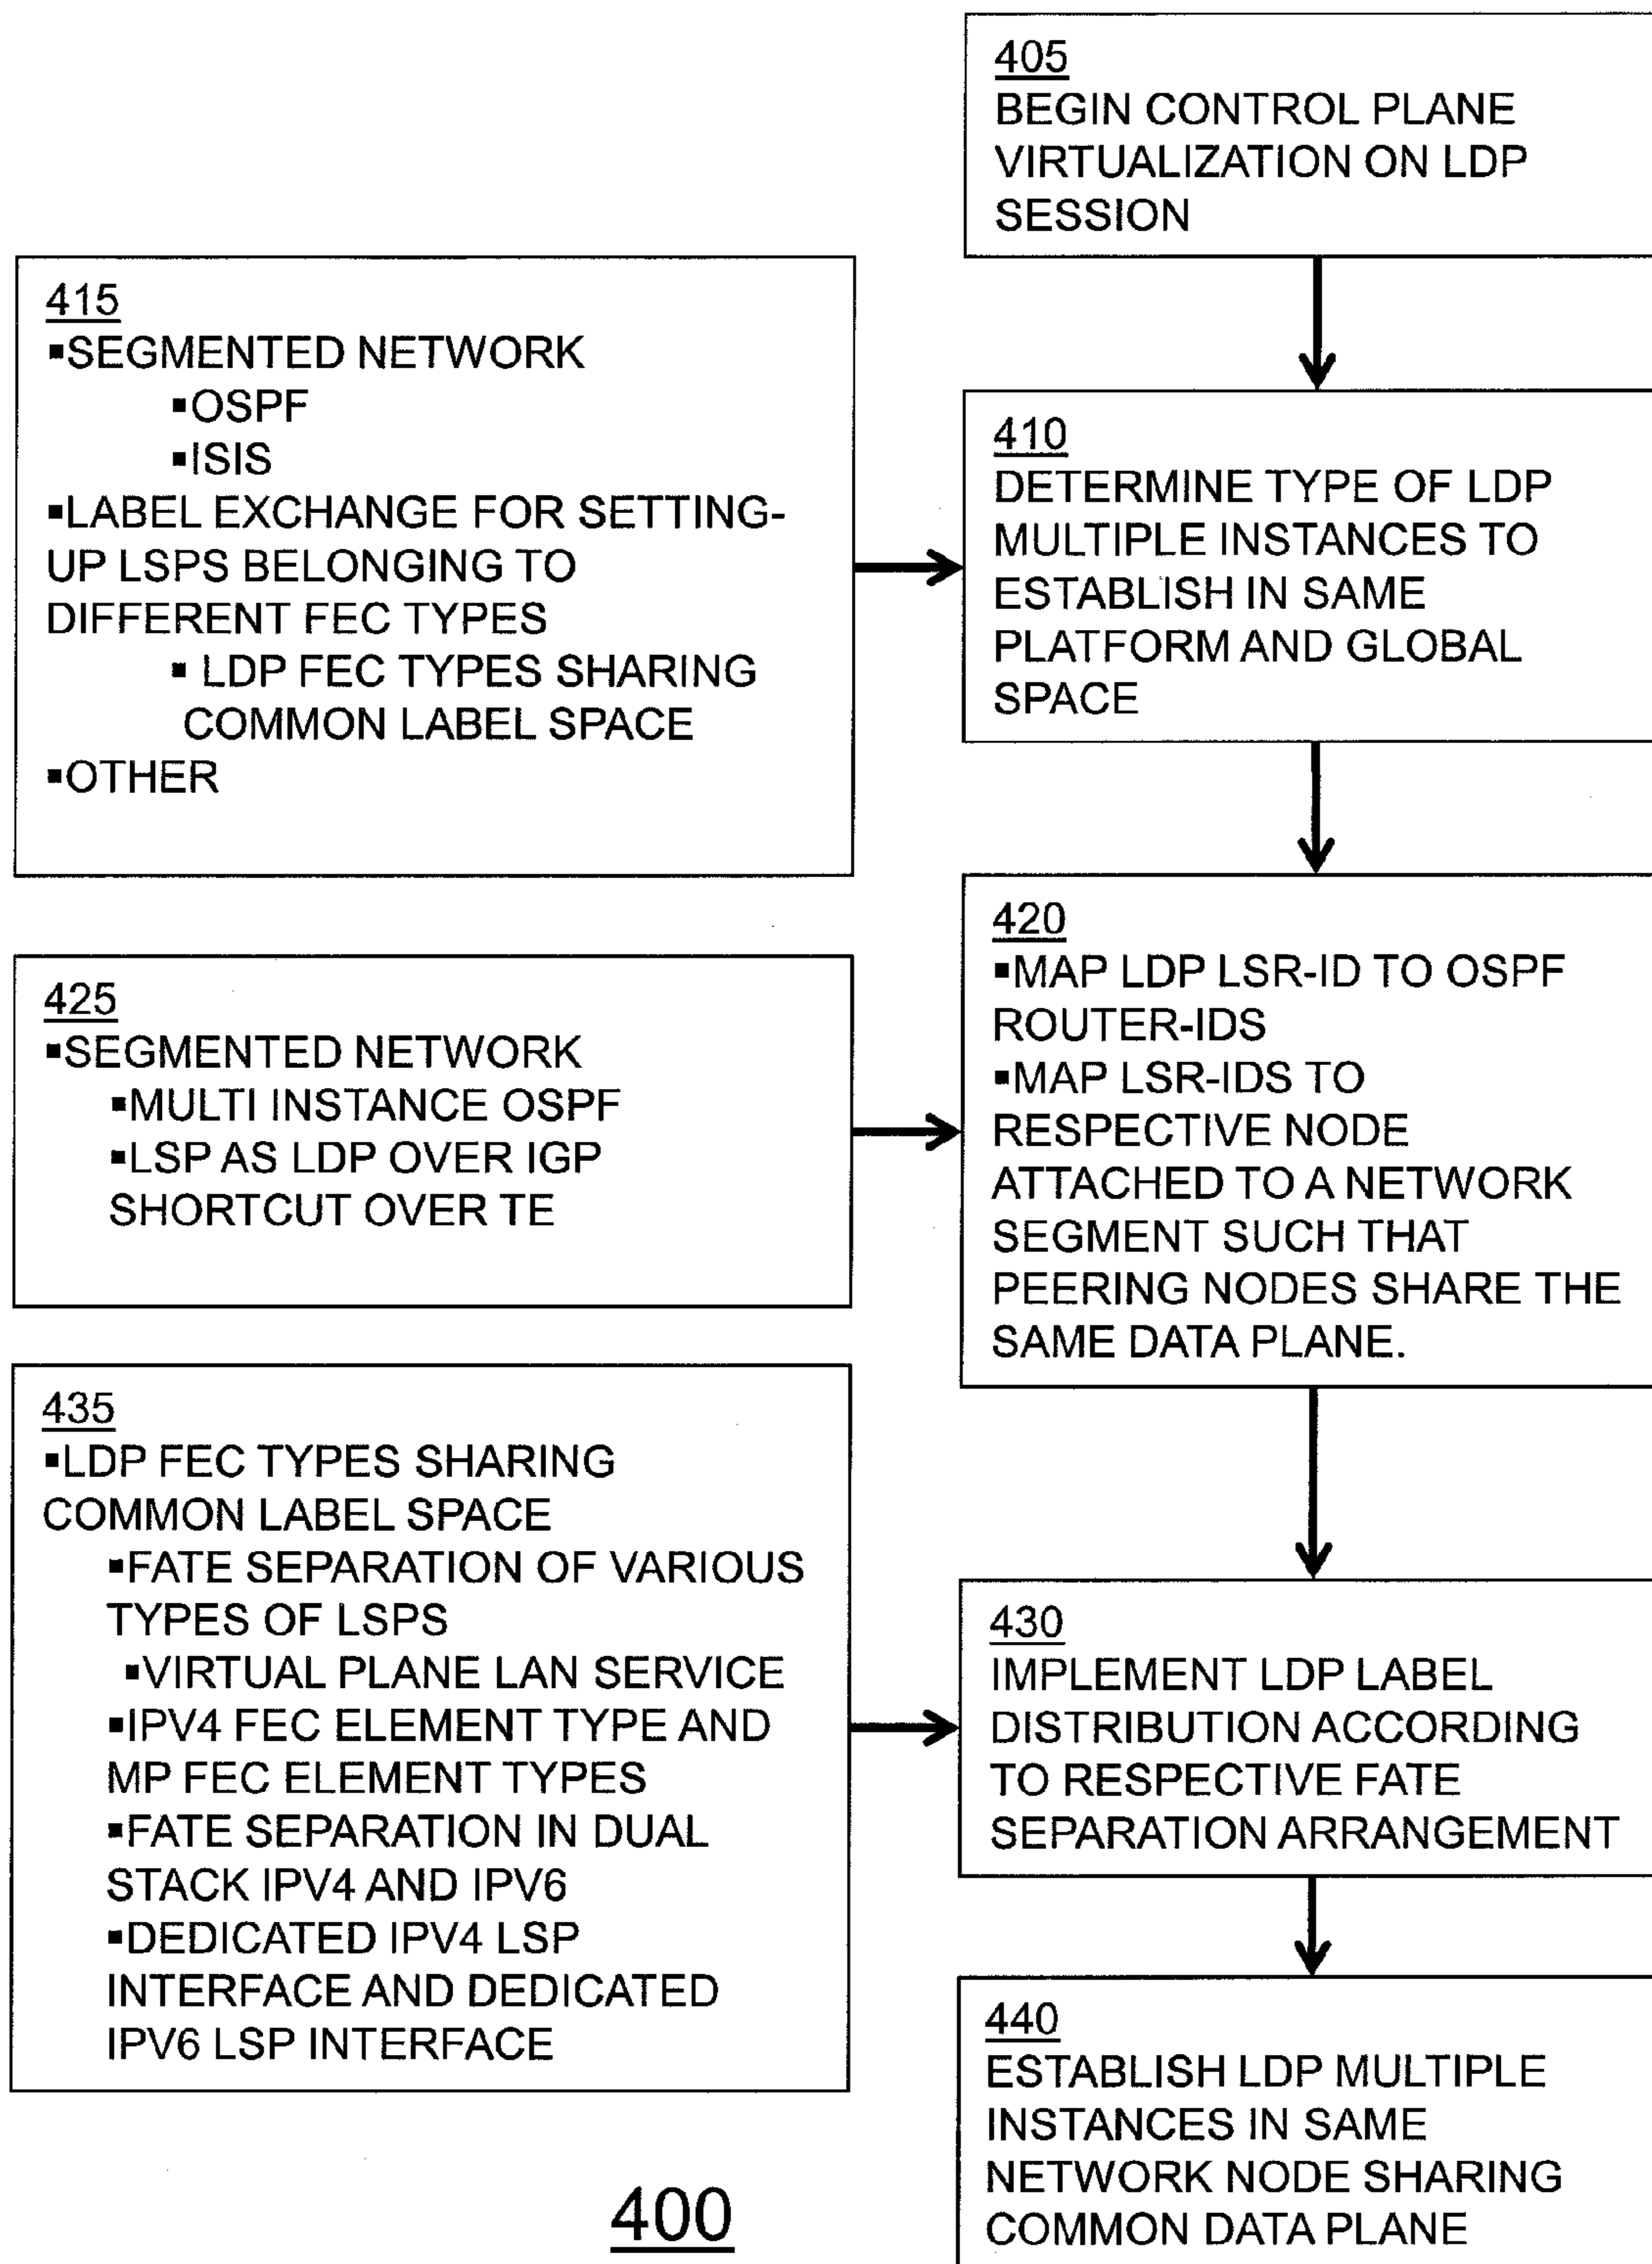 405
BEGIN CONTROL PLANE
VIRTUALIZATION ON LDP
SESSION
415
▪SEGMENTED NETWORK
▪OSPF
▪ISIS
▪LABEL EXCHANGE FOR SETTING-
UP LSPS BELONGING TO
DIFFERENT FEC TYPES
▪ LDP FEC TYPES SHARING
COMMON LABEL SPACE
▪OTHER
410
DETERMINE TYPE OF LDP
MULTIPLE INSTANCES TO
ESTABLISH IN SAME
PLATFORM AND GLOBAL
SPACE
425
▪SEGMENTED NETWORK
▪MULTI INSTANCE OSPF
▪LSP AS LDP OVER IGP
SHORTCUT OVER TE
420
▪MAP LDP LSR-ID TO OSPF
ROUTER-IDS
▪MAP LSR-IDS TO
RESPECTIVE NODE
ATTACHED TO A NETWORK
SEGMENT SUCH THAT
PEERING NODES SHARE THE
SAME DATA PLANE.
435
▪LDP FEC TYPES SHARING
COMMON LABEL SPACE
▪FATE SEPARATION OF VARIOUS
TYPES OF LSPS
▪VIRTUAL PLANE LAN SERVICE
▪IPV4 FEC ELEMENT TYPE AND
MP FEC ELEMENT TYPES
▪FATE SEPARATION IN DUAL
STACK IPV4 AND IPV6
▪DEDICATED IPV4 LSP
INTERFACE AND DEDICATED
IPV6 LSP INTERFACE
430
IMPLEMENT LDP LABEL
DISTRIBUTION ACCORDING
TO RESPECTIVE FATE
SEPARATION ARRANGEMENT
440
ESTABLISH LDP MULTIPLE
INSTANCES IN SAME
NETWORK NODE SHARING
COMMON DATA PLANE
400